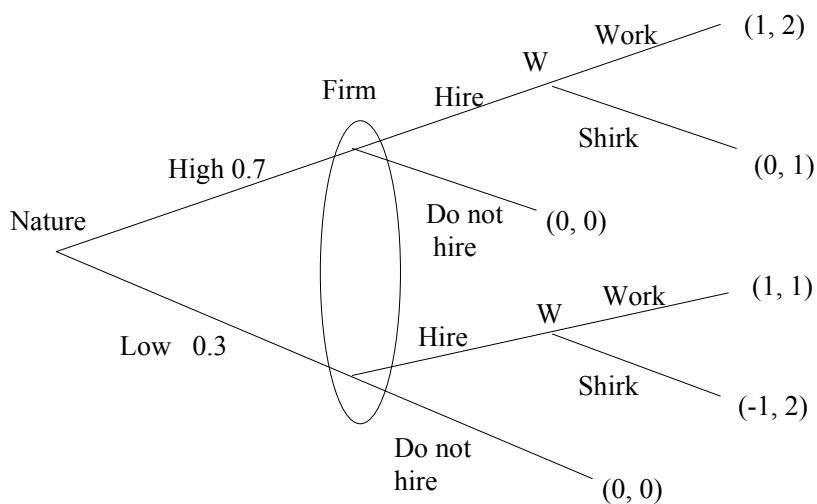 (1, 2)
Work
W
Firm
Hire
Shirk
(0, 1)
High 0.7
Nature
Do not
hire
(0, 0)
(1, 1)
Work
W
Hire
Low 0.3
Shirk
(-1, 2)
Do not
hire
(0, 0)